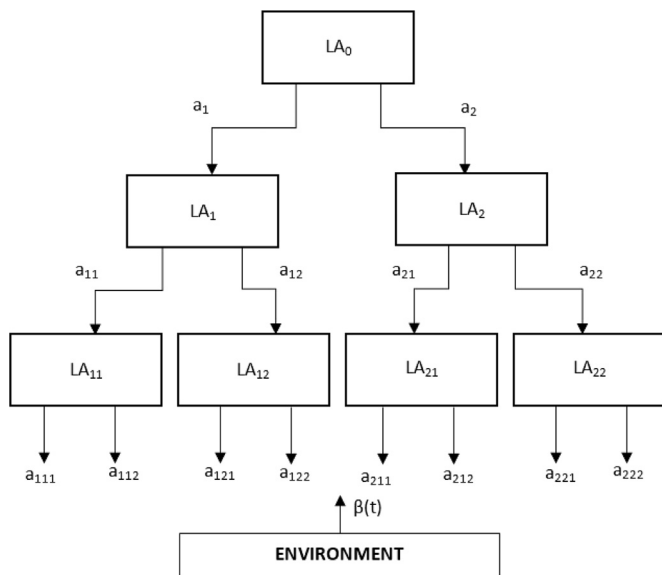 LA₀
a₁ a₂
LA₁ LA₂
a₁₁ a₁₂ a₂₁ a₂₂
LA₁₁ LA₁₂ LA₂₁ LA₂₂
a₁₁₁ a₁₁₂ a₁₂₁ a₁₂₂ a₂₁₁ a₂₁₂ a₂₂₁ a₂₂₂
β(t)
ENVIRONMENT